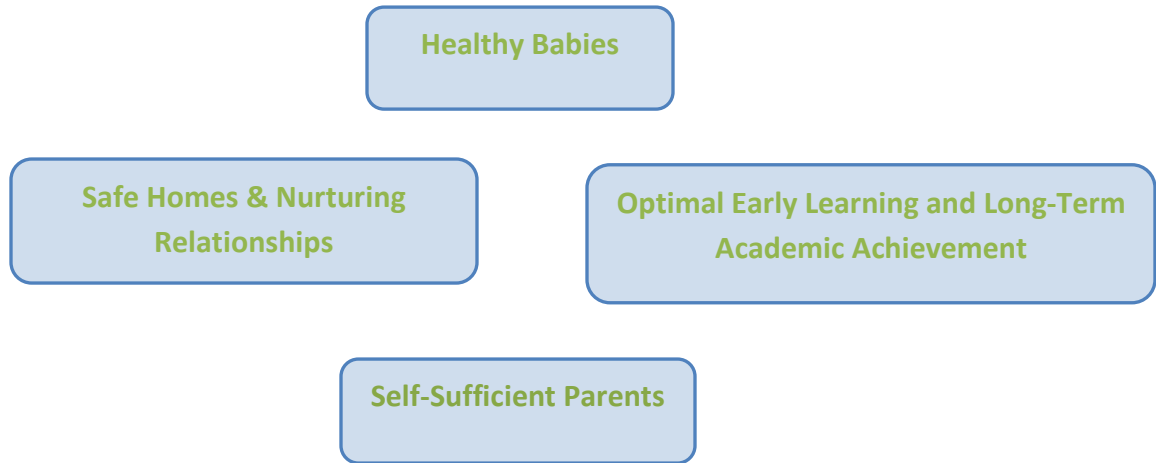 Healthy Babies
Safe Homes & Nurturing
Relationships
Optimal Early Learning and Long-Term
Academic Achievement
Self-Sufficient Parents